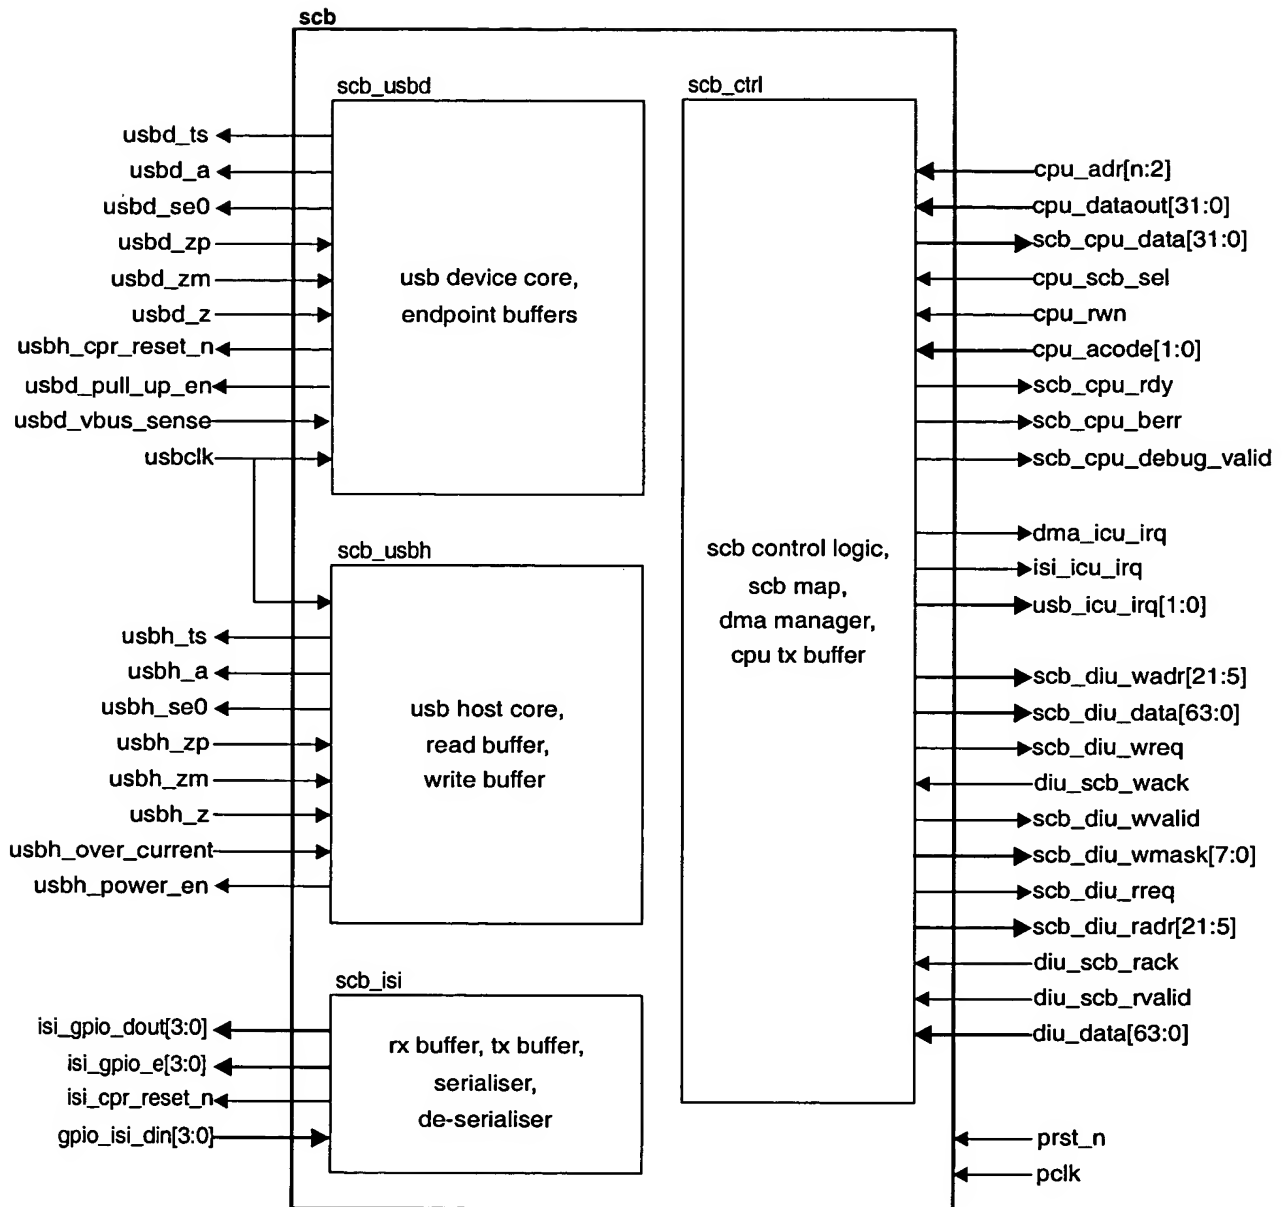 scb
scb_usbd
usbd_ts
usbd_a
usbd_se0
usbd_zp
usbd_zm
usbd_z
usbh_cpr_reset_n
usbd_pull_up_en
usbd_vbus_sense
usbclk
usb device core,
endpoint buffers
scb_usbh
usbh_ts
usbh_a
usbh_se0
usbh_zp
usbh_zm
usbh_z
usbh_over_current
usbh_power_en
usb host core,
read buffer,
write buffer
scb_isi
isi_gpio_dout[3:0]
isi_gpio_e[3:0]
isi_cpr_reset_n
gpio_isi_din[3:0]
rx buffer, tx buffer,
serialiser,
de-serialiser
scb_ctrl
scb control logic,
scb map,
dma manager,
cpu tx buffer
cpu_adr[n:2]
cpu_dataout[31:0]
scb_cpu_data[31:0]
cpu_scb_sel
cpu_rwn
cpu_acode[1:0]
scb_cpu_rdy
scb_cpu_berr
scb_cpu_debug_valid
dma_icu_irq
isi_icu_irq
usb_icu_irq[1:0]
scb_diu_wadr[21:5]
scb_diu_data[63:0]
scb_diu_wreq
diu_scb_wack
scb_diu_wvalid
scb_diu_wmask[7:0]
scb_diu_rreq
scb_diu_radr[21:5]
diu_scb_rack
diu_scb_rvalid
diu_data[63:0]
prst_n
pclk